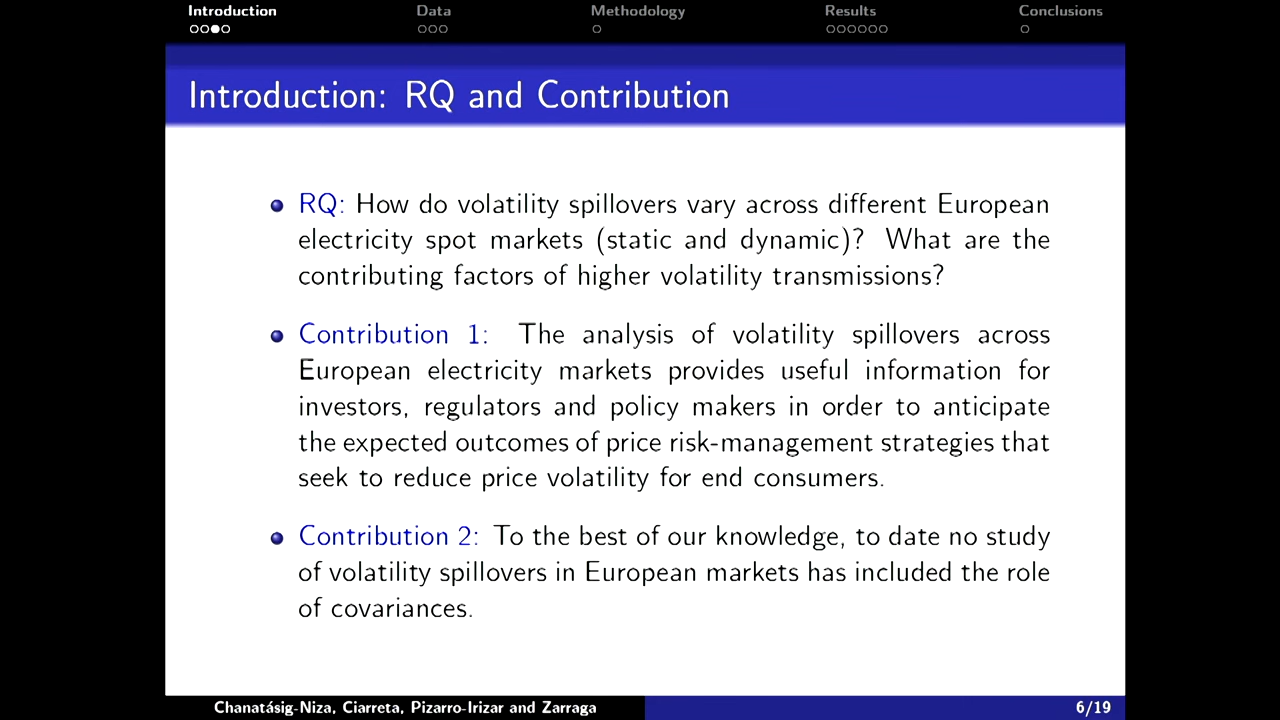 Introduction Data Methodology Results Conclusions
Introduction: RQ and Contribution
RQ: How do volatility spillovers vary across different European
electricity spot markets (static and dynamic)? What are the
contributing factors of higher volatility transmissions?
Contribution 1: The analysis of volatility spillovers across
European electricity markets provides useful information for
investors, regulators and policy makers in order to anticipate
the expected outcomes of price risk-management strategies that
seek to reduce price volatility for end consumers.
Contribution 2: To the best of our knowledge, to date no study
of volatility spillovers in European markets has included the role
of covariances.
Chanatásig-Niza, Ciarreta, Pizarro-Irizar and Zarraga 6/19